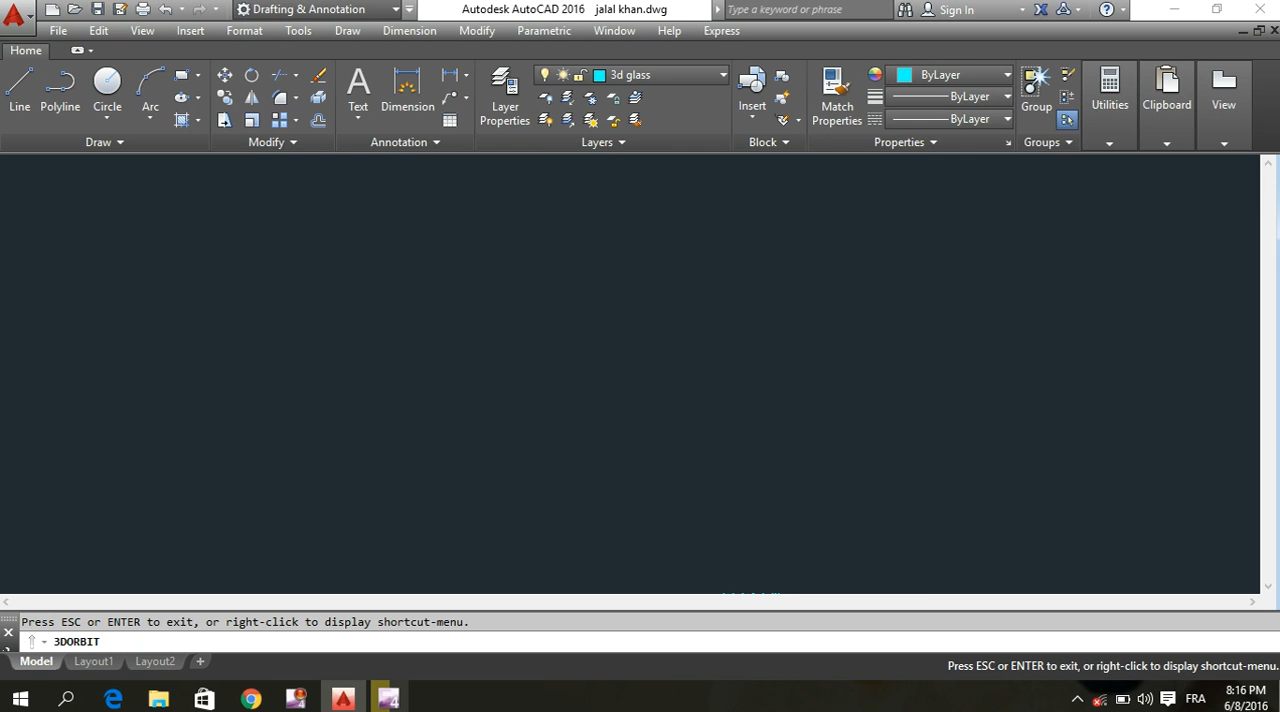 Drafting & Annotation
Autodesk AutoCAD 2016 jalal khan.dwg
Type a keyword or phrase
Sign In
File Edit View Insert Format Tools Draw Dimension Modify Parametric Window Help Express
Home
Line Polyline Circle Arc
Text Dimension
Layer Properties
3d glass
Insert
Match Properties
ByLayer
ByLayer
ByLayer
Group
Utilities
Clipboard
View
Draw Modify Annotation Layers Block Properties Groups
Press ESC or ENTER to exit, or right-click to display shortcut-menu.
3DORBIT
Model Layout1 Layout2
Press ESC or ENTER to exit, or right-click to display shortcut-menu.
FRA
8:16 PM
6/8/2016